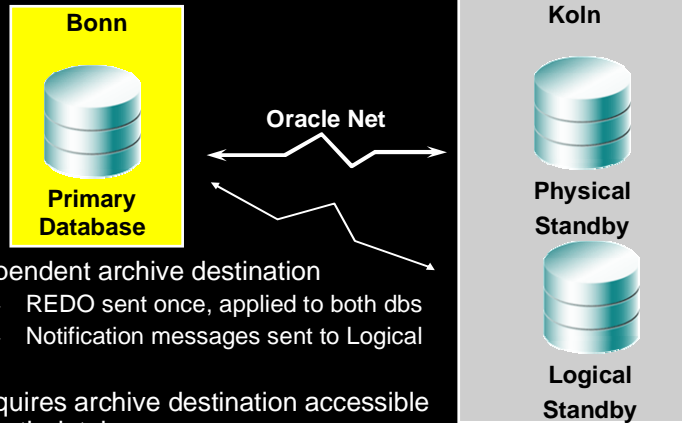 Bonn
Koln
Oracle Net
Primary
Database
Physical
Standby
pendent archive destination
REDO sent once, applied to both dbs
Notification messages sent to Logical
Logical
Standby
quires archive destination accessible